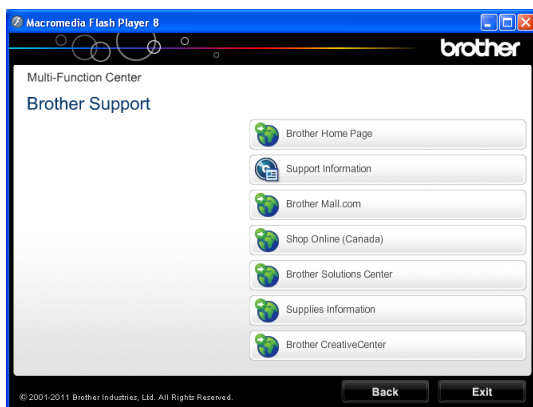 Macromedia Flash Player 8
brother
Multi-Function Center
Brother Support
Brother Home Page
Support Information
Brother Mall.com
Shop Online (Canada)
Brother Solutions Center
Supplies Information
Brother CreativeCenter
© 2001-2011 Brother Industries, Ltd. All Rights Reserved.
Back
Exit